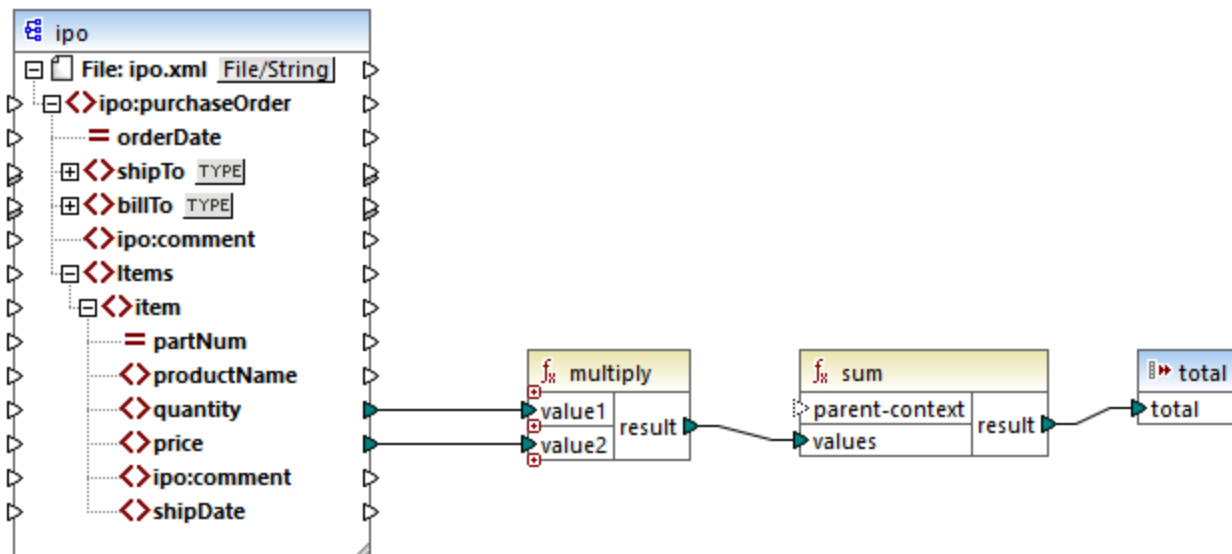 ipo
File: ipo.xml File/String
ipo:purchaseOrder
orderDate
shipTo TYPE
billTo TYPE
ipo:comment
Items
item
partNum
productName
quantity
price
ipo:comment
shipDate
multiply
value1
value2
result
sum
parent-context
values
result
total
total